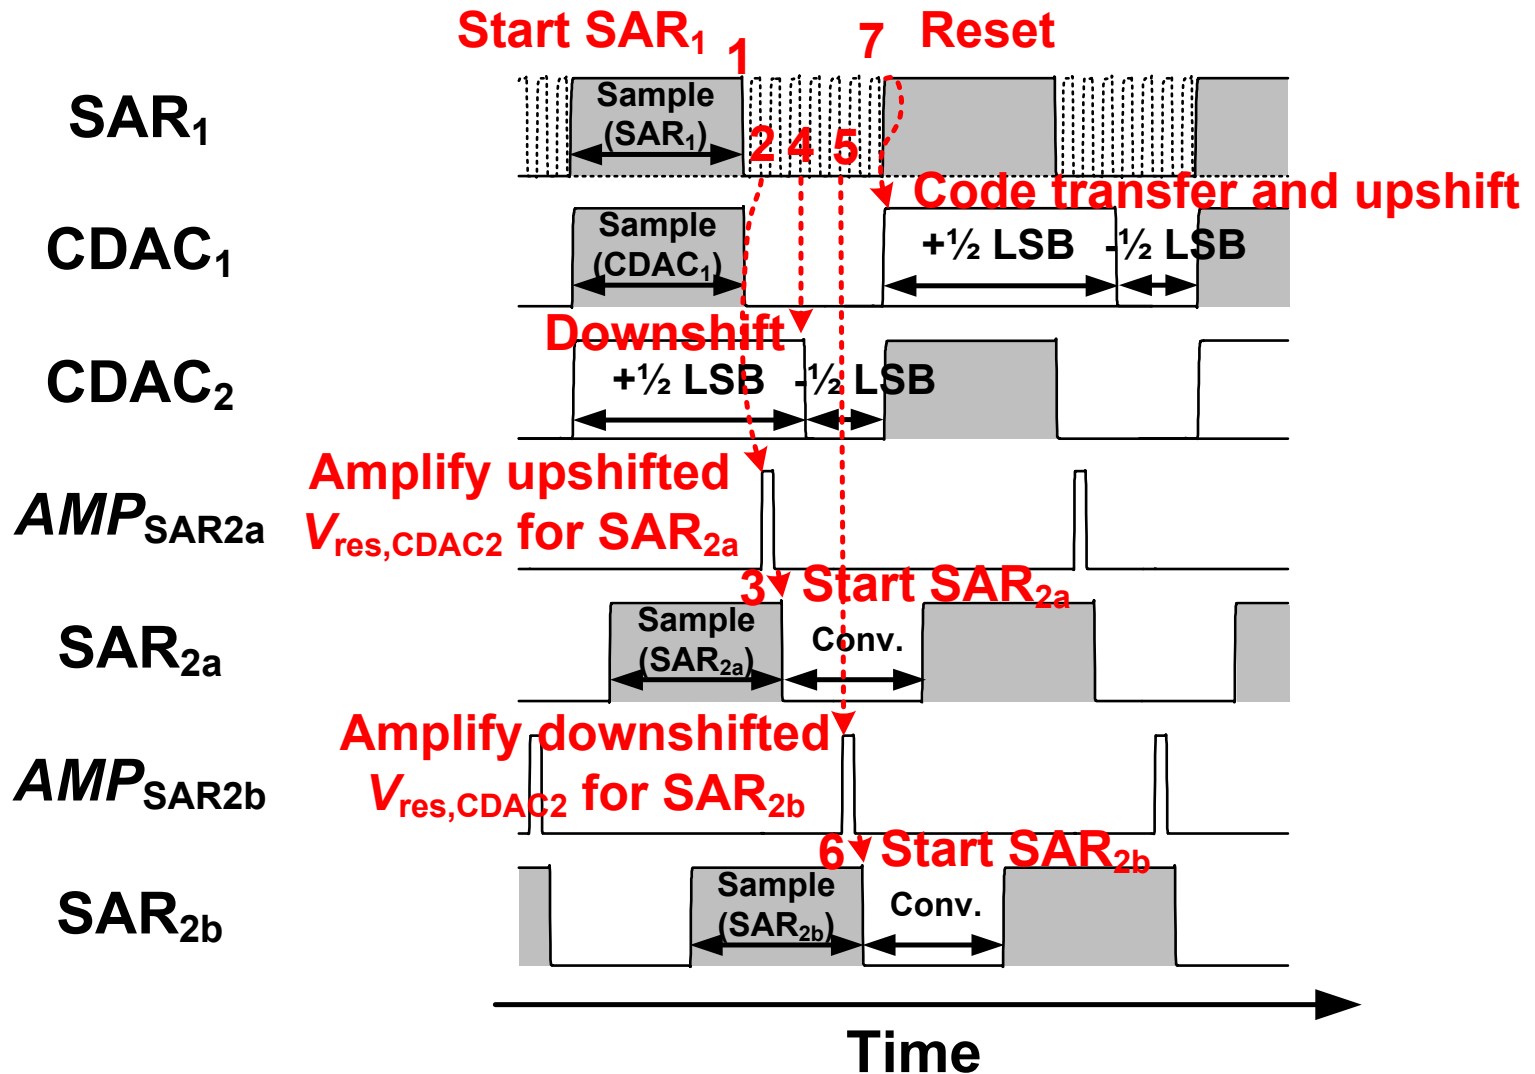 Start SAR1 1 7 Reset
SAR1
Sample
(SAR1)
2 4 5
Code transfer and upshift
CDAC1
Sample
(CDAC1)
+½ LSB -½ LSB
Downshift
CDAC2
+½ LSB -½ LSB
Amplify upshifted
Vres,CDAC2 for SAR2a
AMPSAR2a
3 Start SAR2a
SAR2a
Sample
(SAR2a)
Conv.
Amplify downshifted
Vres,CDAC2 for SAR2b
AMPSAR2b
6 Start SAR2b
SAR2b
Sample
(SAR2b)
Conv.
Time